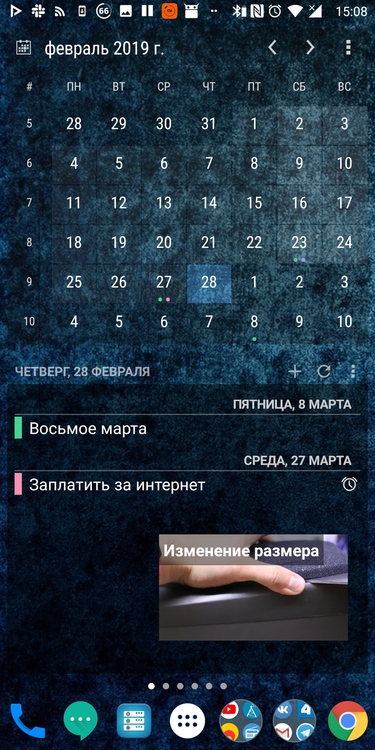 66 15:08
февраль 2019 г.
# ПН ВТ СР ЧТ ПТ СБ ВС
5 28 29 30 31 1 2 3
6 4 5 6 7 8 9 10
7 11 12 13 14 15 16 17
8 18 19 20 21 22 23 24
9 25 26 27 28 1 2 3
10 4 5 6 7 8 9 10
ЧЕТВЕРГ, 28 ФЕВРАЛЯ
ПЯТНИЦА, 8 МАРТА
Восьмое марта
СРЕДА, 27 МАРТА
Заплатить за интернет
Изменение размера